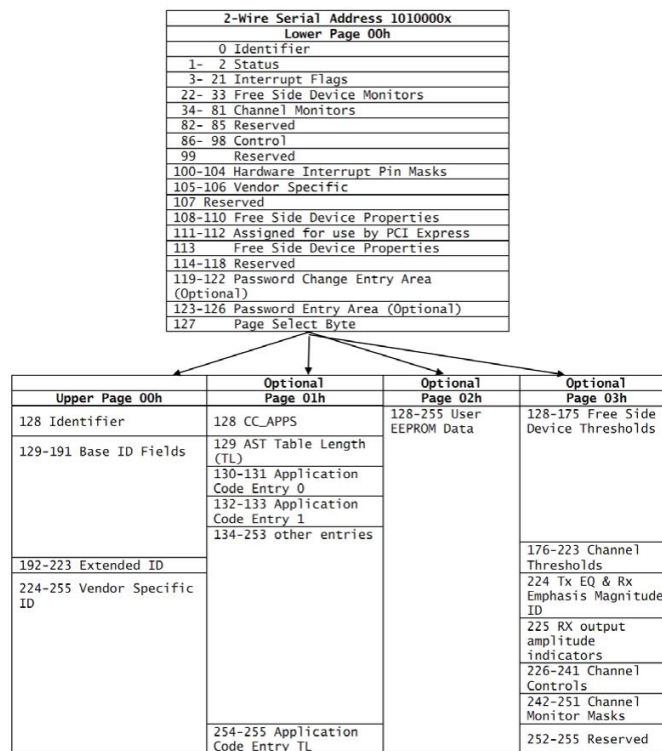 2-Wire Serial Address 1010000x
Lower Page 00h
0 Identifier
1- 2 Status
3- 21 Interrupt Flags
22- 33 Free Side Device Monitors
34- 81 Channel Monitors
82- 85 Reserved
86- 98 Control
99 Reserved
100-104 Hardware Interrupt Pin Masks
105-106 Vendor Specific
107 Reserved
108-110 Free Side Device Properties
111-112 Assigned for use by PCI Express
113 Free Side Device Properties
114-118 Reserved
119-122 Password Change Entry Area
(Optional)
123-126 Password Entry Area (Optional)
127 Page Select Byte
Upper Page 00h
128 Identifier
129-191 Base ID Fields
192-223 Extended ID
224-255 Vendor Specific
ID
Optional
Page 01h
128 CC_APPS
129 AST Table Length
(TL)
130-131 Application
Code Entry 0
132-133 Application
Code Entry 1
134-253 other entries
254-255 Application
Code Entry TL
Optional
Page 02h
128-255 User
EEPROM Data
Optional
Page 03h
128-175 Free Side
Device Thresholds
176-223 Channel
Thresholds
224 Tx EQ & Rx
Emphasis Magnitude
ID
225 RX output
amplitude
indicators
226-241 Channel
Controls
242-251 Channel
Monitor Masks
252-255 Reserved